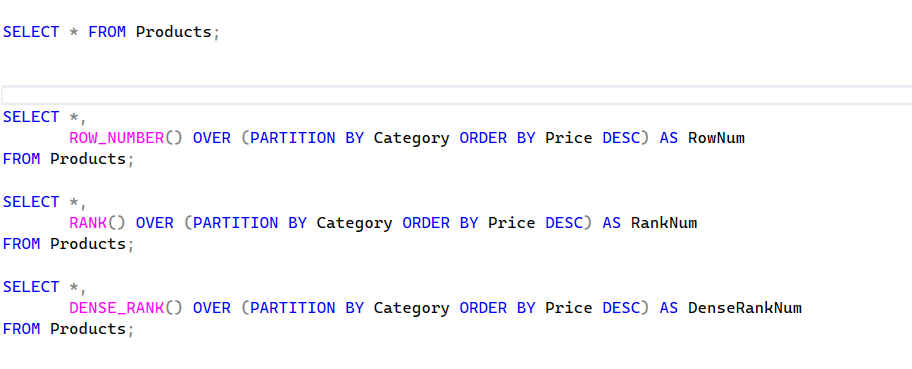 SELECT * FROM Products;
SELECT *,
ROW_NUMBER() OVER (PARTITION BY Category ORDER BY Price DESC) AS RowNum
FROM Products;
SELECT *,
RANK() OVER (PARTITION BY Category ORDER BY Price DESC) AS RankNum
FROM Products;
SELECT *,
DENSE_RANK() OVER (PARTITION BY Category ORDER BY Price DESC) AS DenseRankNum
FROM Products;